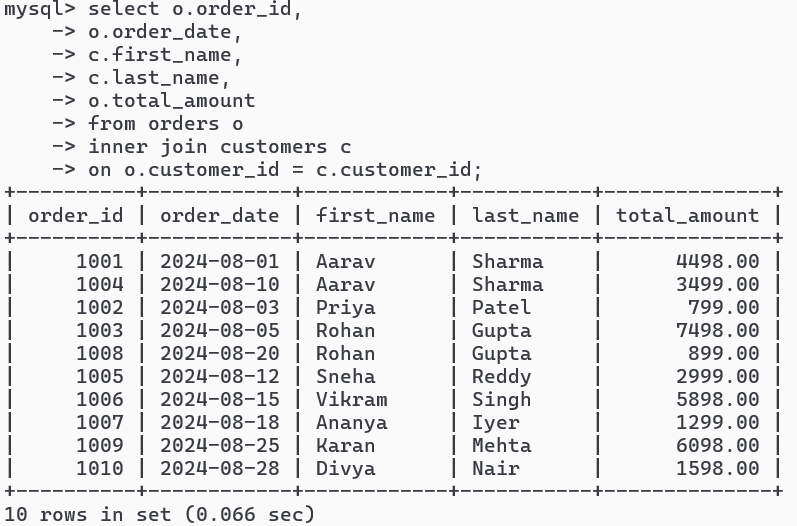 mysql> select o.order_id,
    -> o.order_date,
    -> c.first_name,
    -> c.last_name,
    -> o.total_amount
    -> from orders o
    -> inner join customers c
    -> on o.customer_id = c.customer_id;
+----------+------------+------------+-----------+--------------+
| order_id | order_date | first_name | last_name | total_amount |
+----------+------------+------------+-----------+--------------+
|     1001 | 2024-08-01 | Aarav      | Sharma    |      4498.00 |
|     1004 | 2024-08-10 | Aarav      | Sharma    |      3499.00 |
|     1002 | 2024-08-03 | Priya      | Patel     |       799.00 |
|     1003 | 2024-08-05 | Rohan      | Gupta     |      7498.00 |
|     1008 | 2024-08-20 | Rohan      | Gupta     |       899.00 |
|     1005 | 2024-08-12 | Sneha      | Reddy     |      2999.00 |
|     1006 | 2024-08-15 | Vikram     | Singh     |      5898.00 |
|     1007 | 2024-08-18 | Ananya     | Iyer      |      1299.00 |
|     1009 | 2024-08-25 | Karan      | Mehta     |      6098.00 |
|     1010 | 2024-08-28 | Divya      | Nair      |      1598.00 |
+----------+------------+------------+-----------+--------------+
10 rows in set (0.066 sec)